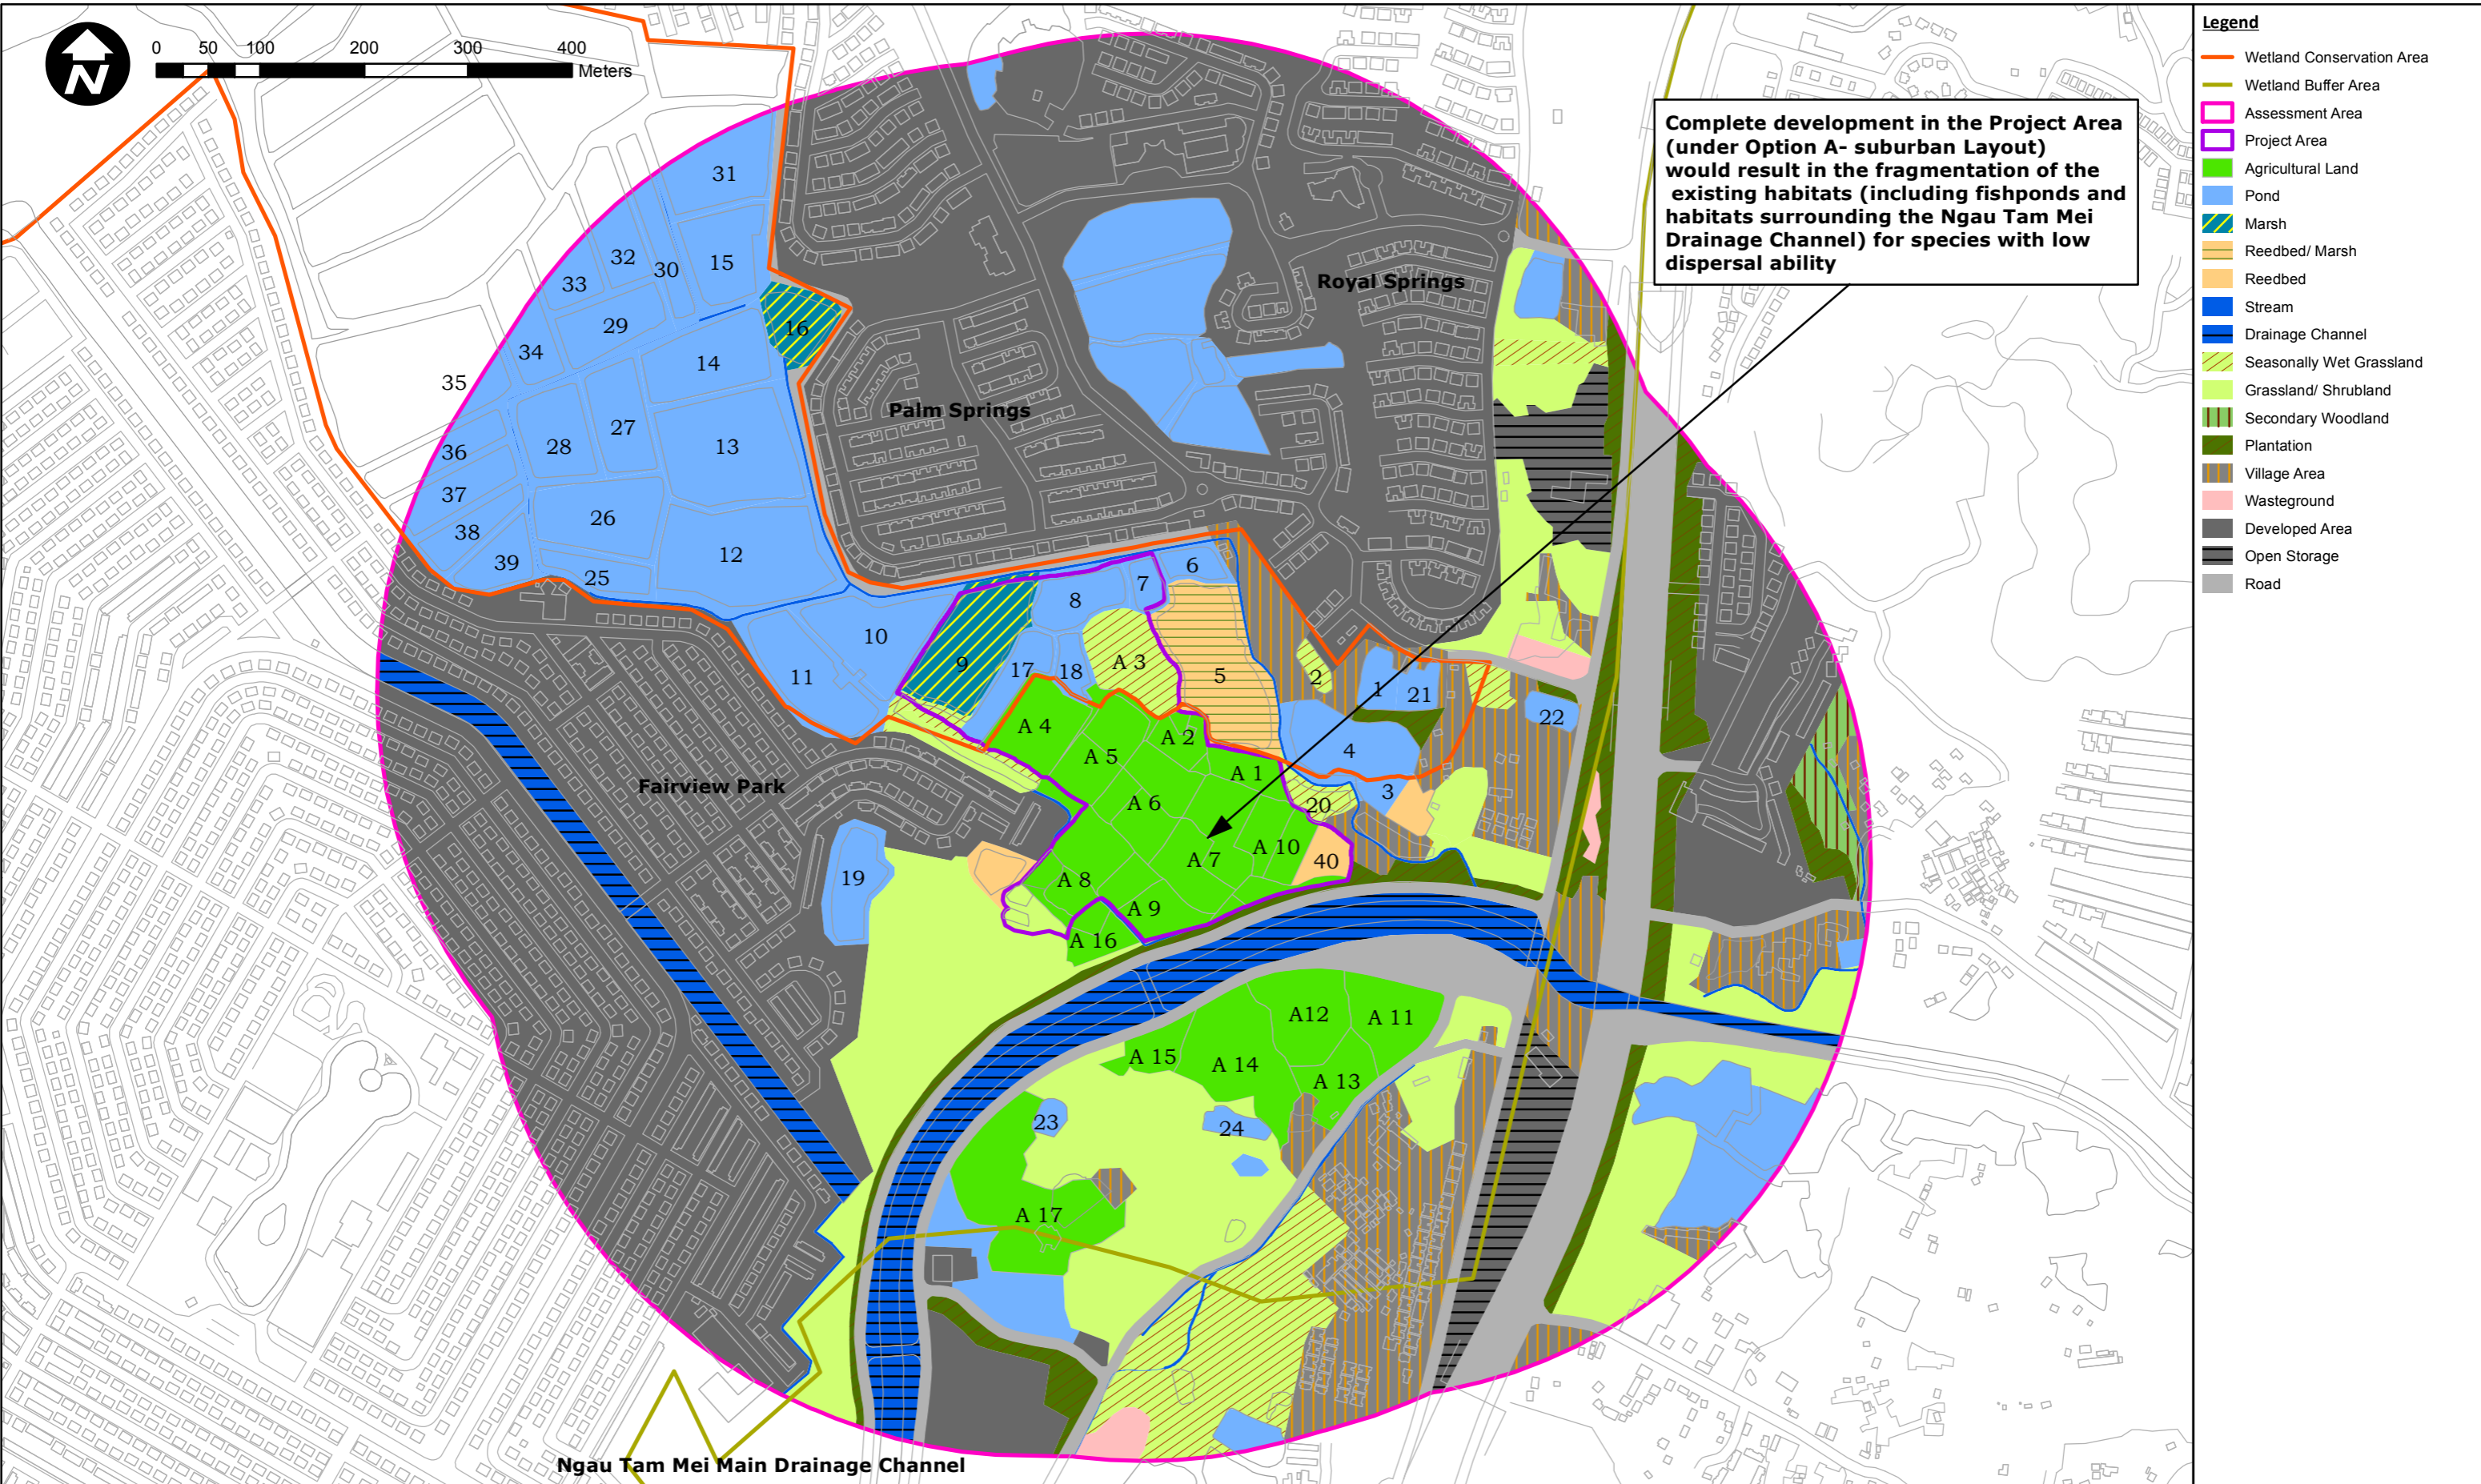 0 50 100 200 300 400
Meters
N
Complete development in the Project Area
(under Option A- suburban Layout)
would result in the fragmentation of the
existing habitats (including fishponds and
habitats surrounding the Ngau Tam Mei
Drainage Channel) for species with low
dispersal ability
Legend
Wetland Conservation Area
Wetland Buffer Area
Assessment Area
Project Area
Agricultural Land
Pond
Marsh
Reedbed/ Marsh
Reedbed
Stream
Drainage Channel
Seasonally Wet Grassland
Grassland/ Shrubland
Secondary Woodland
Plantation
Village Area
Wasteground
Developed Area
Open Storage
Road
31
32
30
15
33
Royal Springs
29
16
34
14
35
Palm Springs
27
28
13
36
37
26
38
12
39
25
6
7
8
10
9
17
18
A 3
5
11
2
1
21
22
A 4
A 2
4
A 5
A 1
Fairview Park
A 6
20
3
19
A 7
A 10
40
A 8
A 9
A 16
A12
A 11
A 15
A 14
A 13
23
24
A 17
Ngau Tam Mei Main Drainage Channel